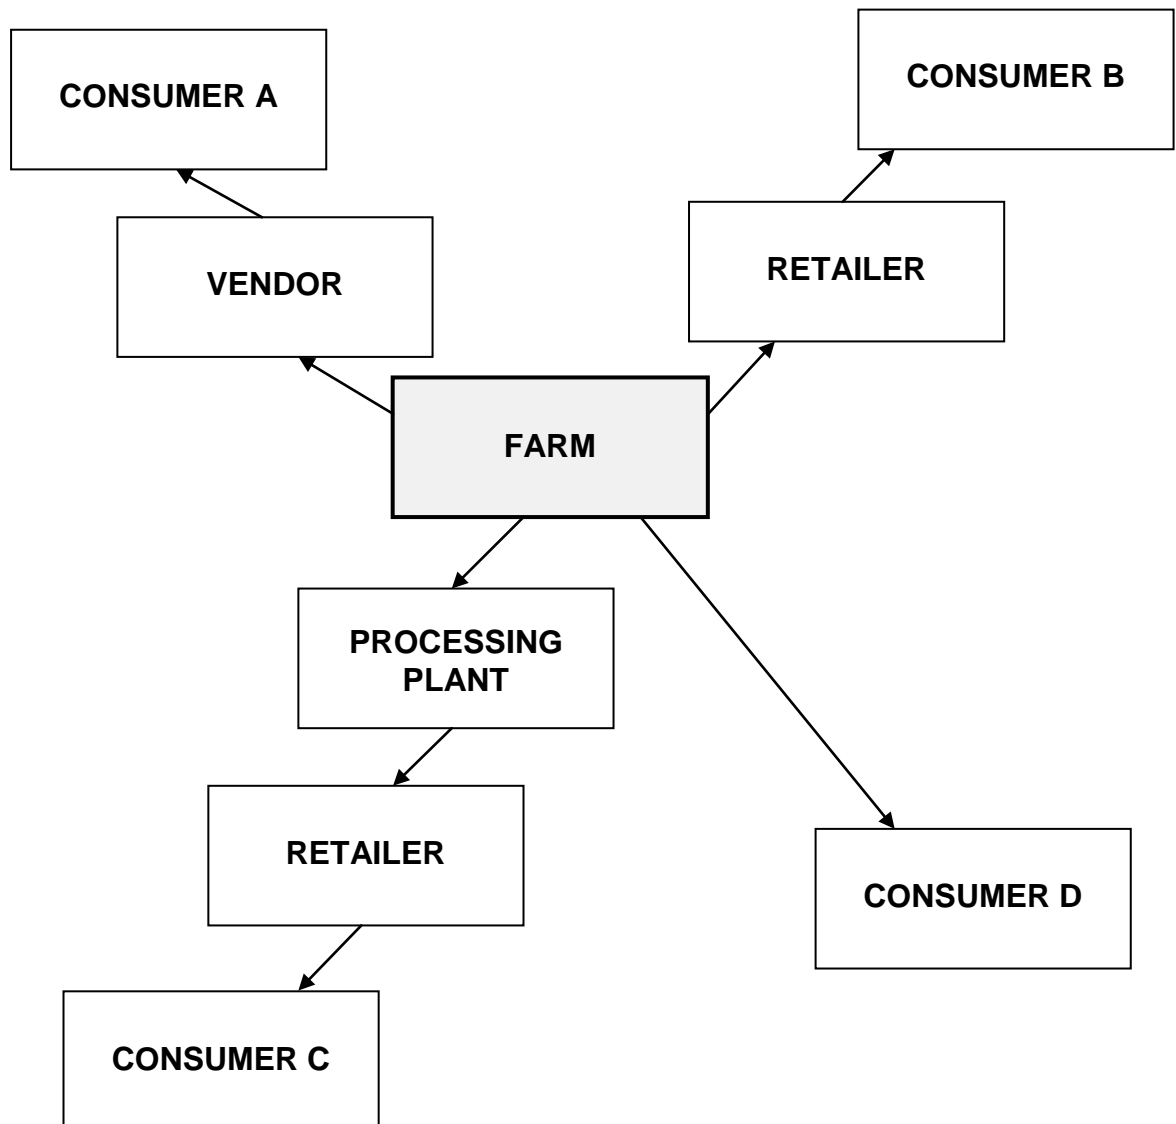 CONSUMER A
CONSUMER B
VENDOR
RETAILER
FARM
PROCESSING
PLANT
RETAILER
CONSUMER D
CONSUMER C